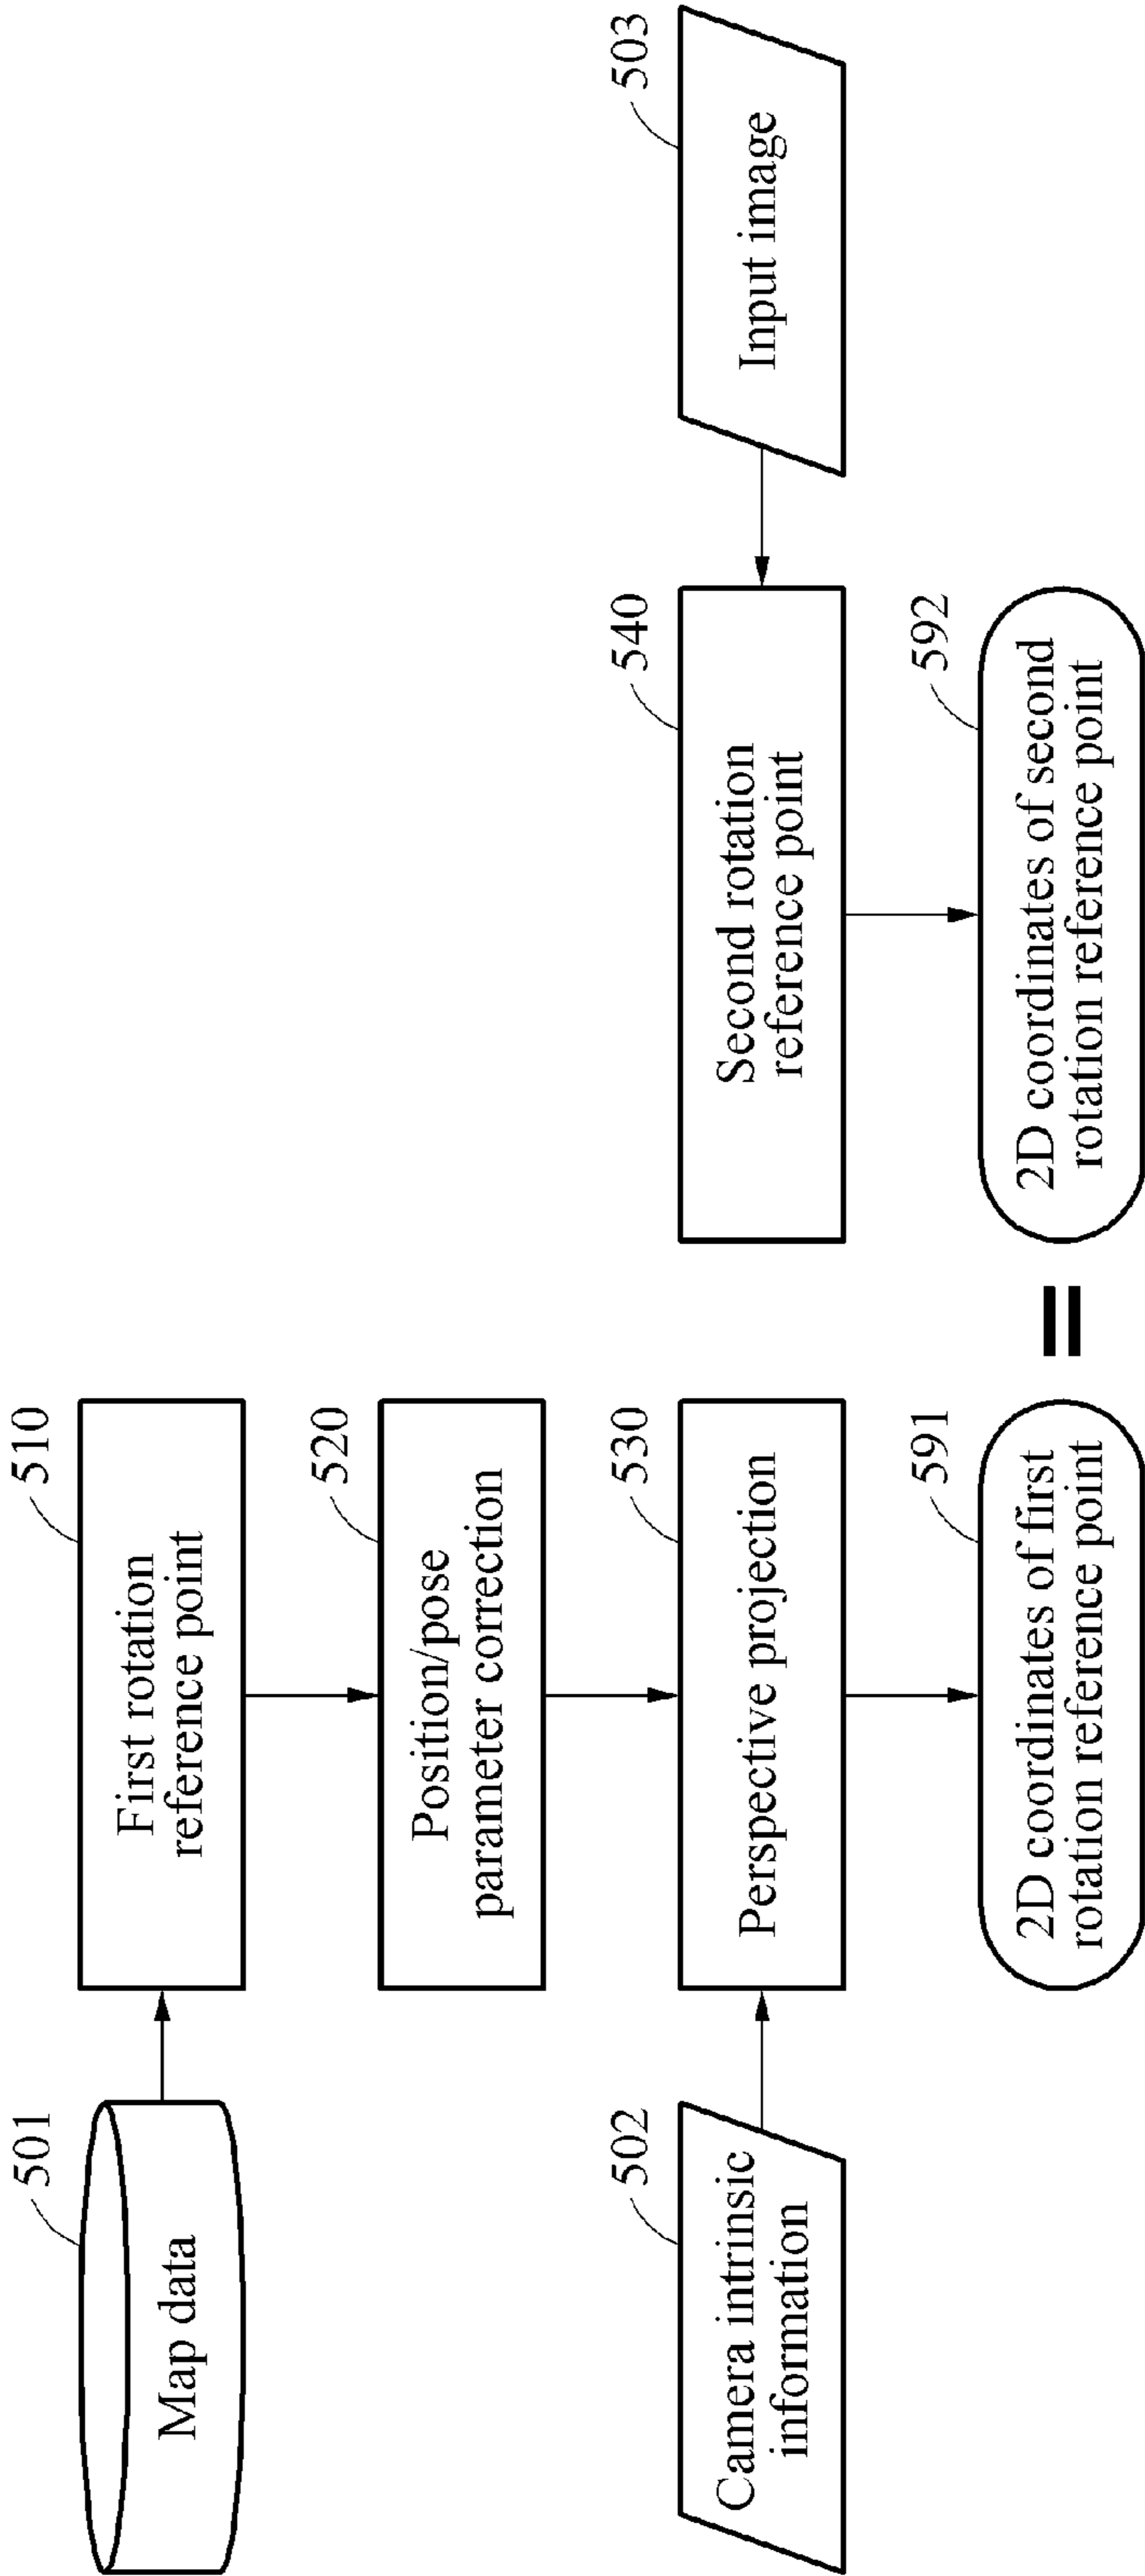 501
Map data
510
First rotation
reference point
520
Position/pose
parameter correction
502
Camera intrinsic
information
530
Perspective projection
540
Second rotation
reference point
503
Input image
591
2D coordinates of first
rotation reference point
=
592
2D coordinates of second
rotation reference point